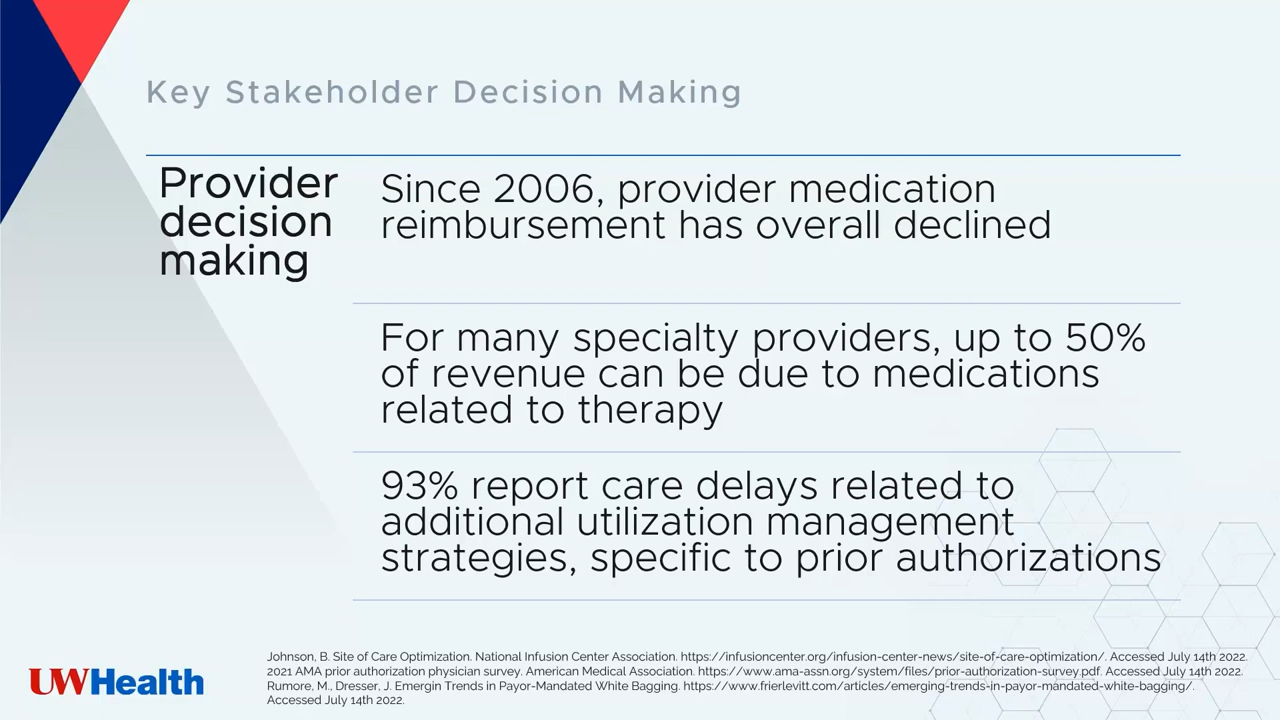 Key Stakeholder Decision Making
Provider
decision
making
Since 2006, provider medication
reimbursement has overall declined
For many specialty providers, up to 50%
of revenue can be due to medications
related to therapy
93% report care delays related to
additional utilization management
strategies, specific to prior authorizations
Johnson, B. Site of Care Optimization. National Infusion Center Association. https://infusioncenter.org/infusion-center-news/site-of-care-optimization/. Accessed July 14th 2022.
2021 AMA prior authorization physician survey. American Medical Association. https://www.ama-assn.org/system/files/prior-authorization-survey.pdf. Accessed July 14th 2022.
Rumore, M., Dresser, J. Emergin Trends in Payor-Mandated White Bagging. https://www.frierlevitt.com/articles/emerging-trends-in-payor-mandated-white-bagging/.
Accessed July 14th 2022.
UWHealth